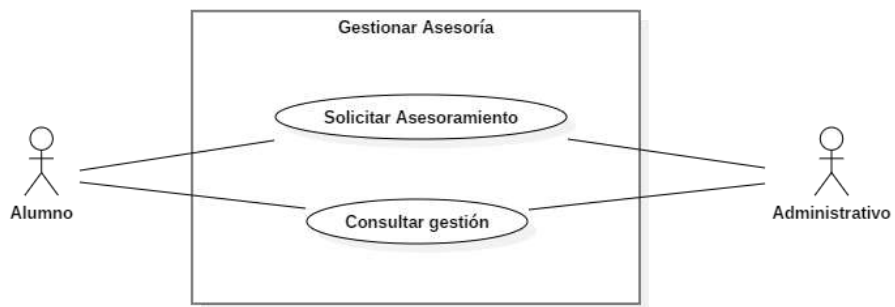 Gestionar Asesoría
Solicitar Asesoramiento
Alumno
Administrativo
Consultar gestión